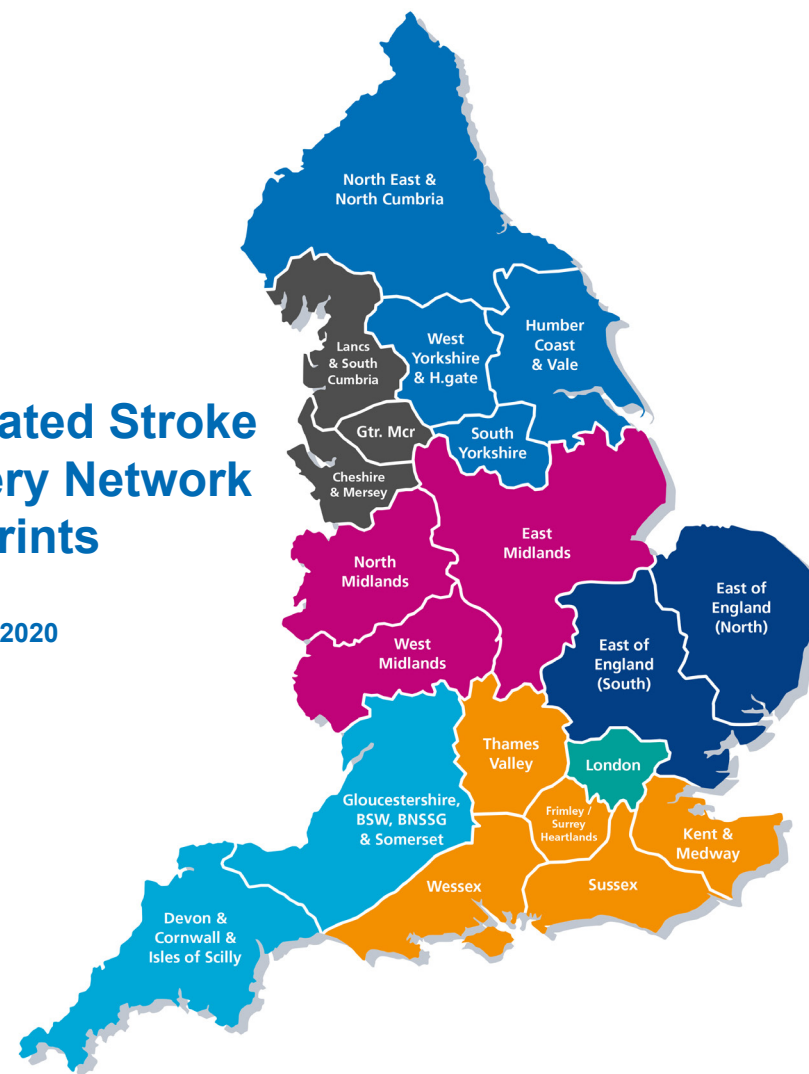 North East &
North Cumbria
Lancs
& South
Cumbria
West
Yorkshire
& H.gate
Humber
Coast
& Vale
ated Stroke
ery Network
rints
2020
Gtr. Mcr
South
Yorkshire
Cheshire
& Mersey
North
Midlands
East
Midlands
West
Midlands
East of
England
(North)
East of
England
(South)
Thames
Valley
London
Gloucestershire,
BSW, BNSSG
& Somerset
Frimley /
Surrey
Heartlands
Kent &
Medway
Wessex
Sussex
Devon &
Cornwall &
Isles of Scilly